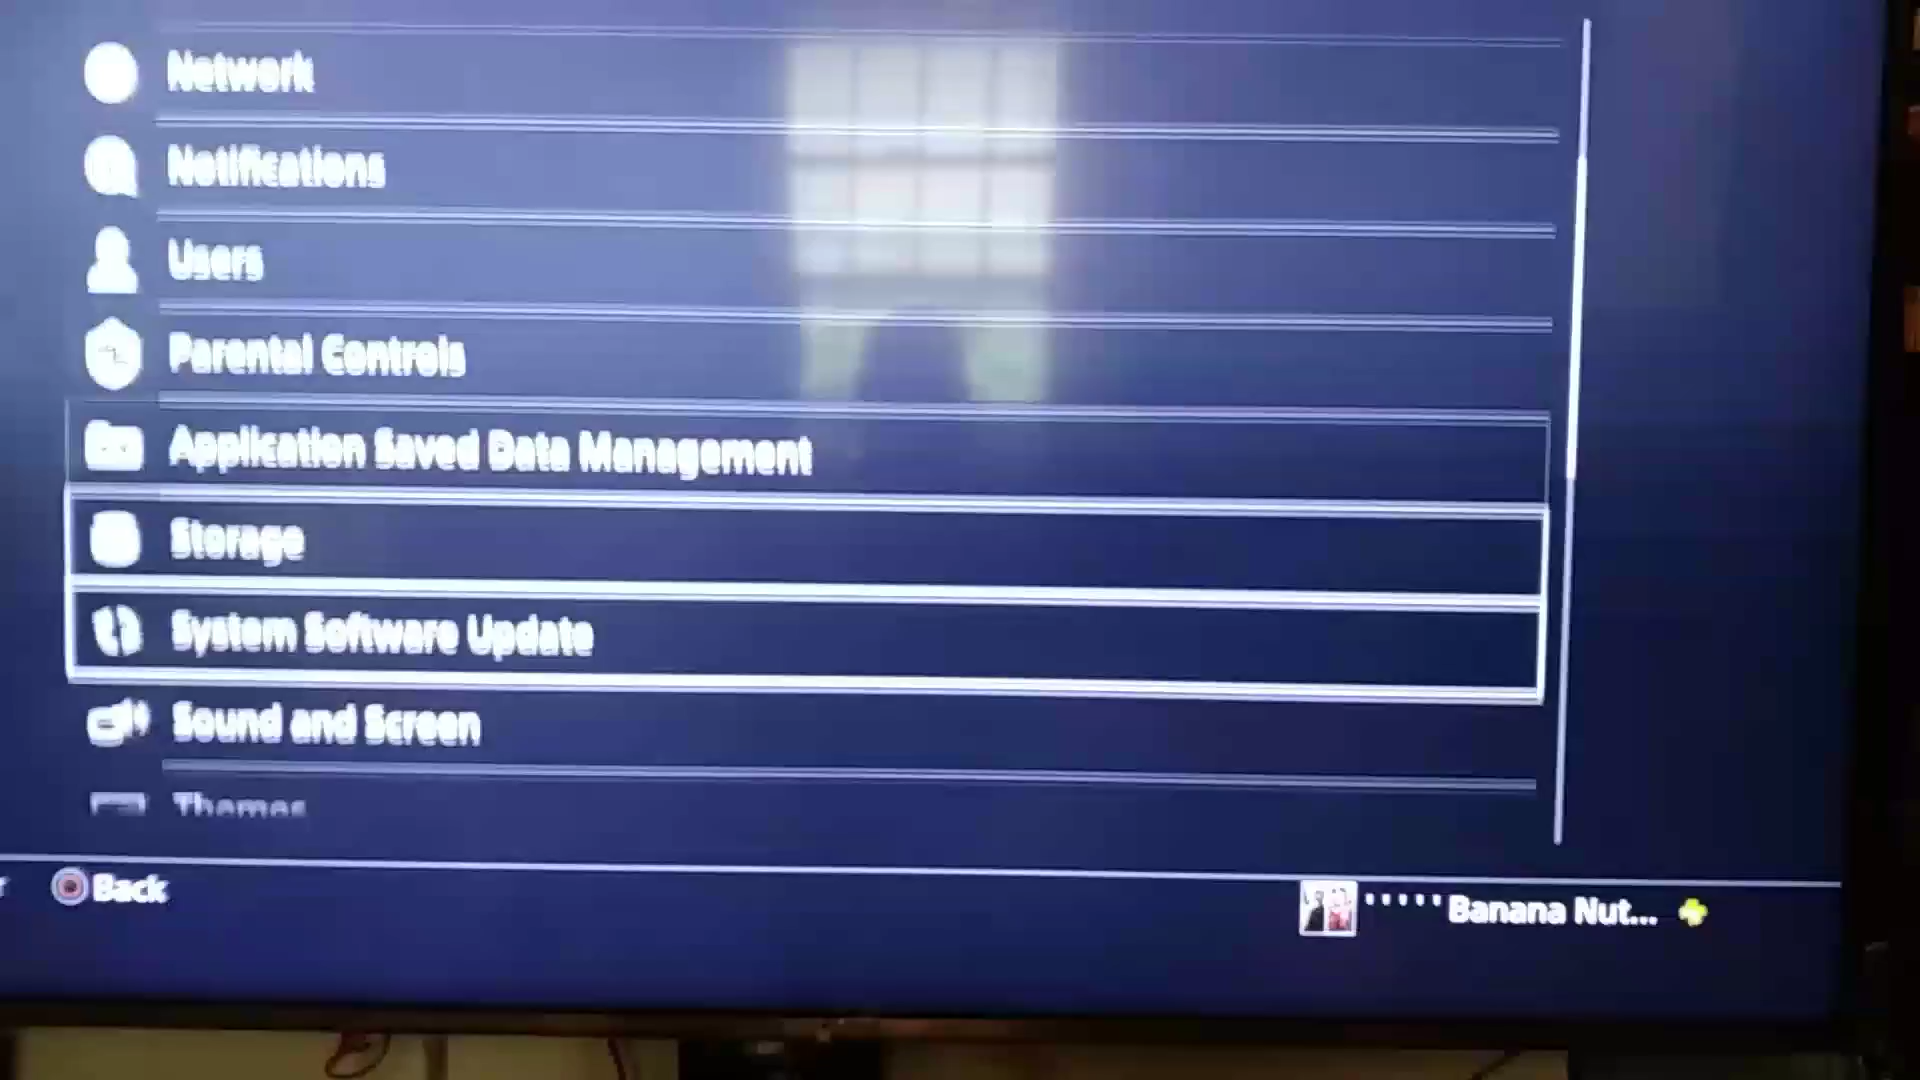 Network
Notifications
Users
Parental Controls
Application Saved Data Management
Storage
System Software Update
Sound and Screen
Themes
Back
Banana Nut...